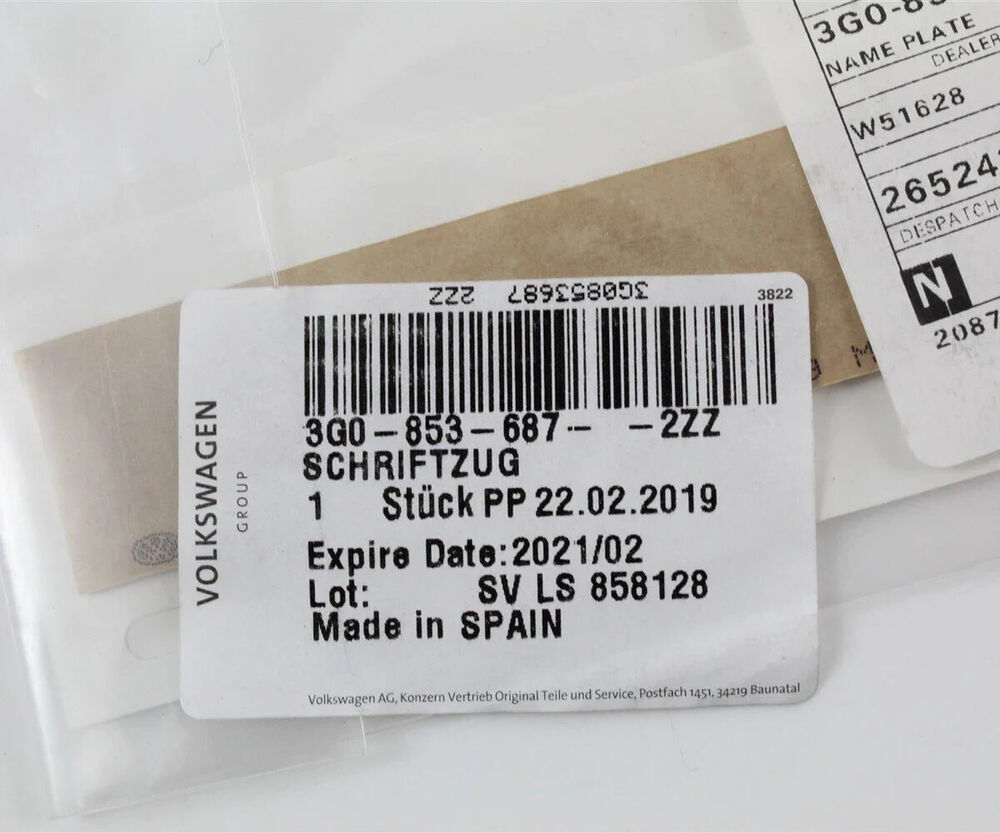 3G0-85
NAME PLATE
DEALER
W51628
26524
DESPATCH
N
2087
3G0853687 ZZZ
3822
3G0-853-687- -2ZZ
SCHRIFTZUG
1 Stück PP 22.02.2019
Expire Date:2021/02
Lot: SV LS 858128
Made in SPAIN
VOLKSWAGEN
GROUP
Volkswagen AG, Konzern Vertrieb Original Teile und Service, Postfach 1451, 34219 Baunatal